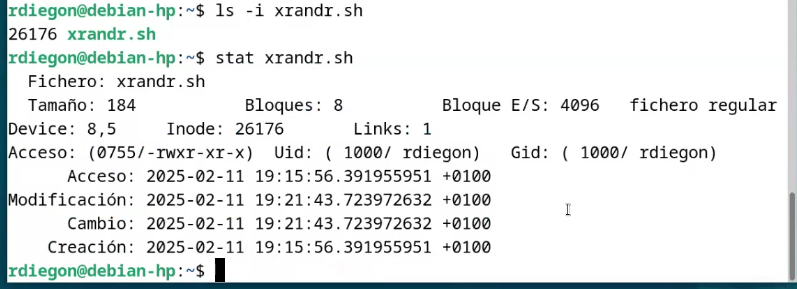 rdiegon@debian-hp:~$ ls -i xrandr.sh
26176 xrandr.sh
rdiegon@debian-hp:~$ stat xrandr.sh
  Fichero: xrandr.sh
  Tamaño: 184           Bloques: 8          Bloque E/S: 4096   fichero regular
Device: 8,5     Inode: 26176       Links: 1
Acceso: (0755/-rwxr-xr-x)  Uid: ( 1000/ rdiegon)   Gid: ( 1000/ rdiegon)
      Acceso: 2025-02-11 19:15:56.391955951 +0100
Modificación: 2025-02-11 19:21:43.723972632 +0100
      Cambio: 2025-02-11 19:21:43.723972632 +0100
    Creación: 2025-02-11 19:15:56.391955951 +0100
rdiegon@debian-hp:~$